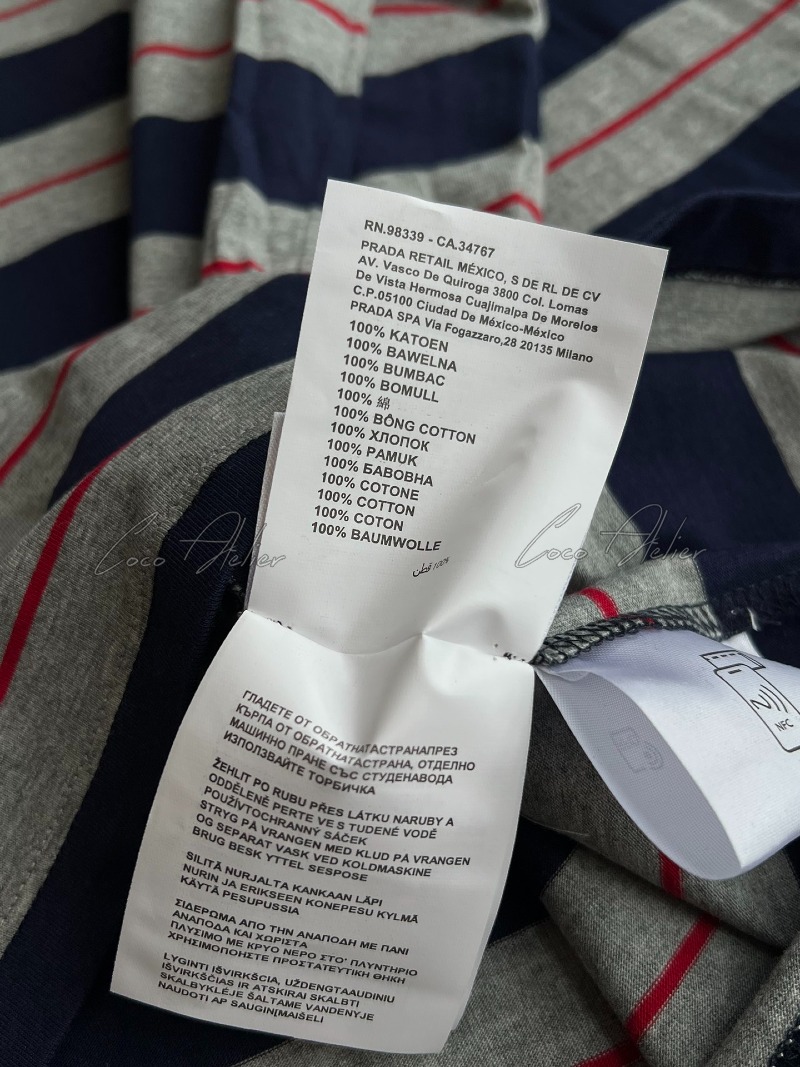 RN.98339 - CA.34767
PRADA RETAIL MÉXICO, S DE RL DE CV
AV. Vasco De Quiroga 3800 Col. Lomas
De Vista Hermosa Cuajimalpa De Morelos
C.P.05100 Ciudad De México-México
PRADA SPA Via Fogazzaro,28 20135 Milano
100% KATOEN
100% BAWELNA
100% BUMBAC
100% BOMULL
100% 綿
100% BÔNG COTTON
100% ХЛОПОК
100% PAMUK
100% БАВОВНА
100% COTONE
100% COTTON
100% COTON
100% BAUMWOLLE
100% قطن
Coco Atelier
Coco Atelier
NFC
ГЛАДЕТЕ ОТ ОБРАТНАТАСТРАНАПРЕЗ
КЪРПА ОТ ОБРАТНАТАСТРАНА, ОТДЕЛНО
МАШИННО ПРАНЕ СЪС СТУДЕНАВОДА
ИЗПОЛЗВАЙТЕ ТОРБИЧКА
ŽEHLIT PO RUBU PŘES LÁTKU NARUBY A
ODDĚLENÉ PERTE VE S TUDENÉ VODĚ
POUŽÍVTOCHRANNÝ SÁČEK
STRYG PÅ VRANGEN MED KLUD PÅ VRANGEN
OG SEPARAT VASK VED KOLDMASKINE
BRUG BESK YTTEL SESPOSE
SILITÄ NURJALTA KANKAAN LÄPI
NURIN JA ERIKSEEN KONEPESU KYLMÄ
KÄYTÄ PESUPUSSIA
ΣΙΔΕΡΩΜΑ ΑΠΟ ΤΗΝ ΑΝΑΠΟΔΗ ΜΕ ΠΑΝΙ
ΑΝΑΠΟΔΑ ΚΑΙ ΧΩΡΙΣΤΑ
ΠΛΥΣΙΜΟ ΜΕ ΚΡΥΟ ΝΕΡΟ ΣΤΟ' ΠΛΥΝΤΗΡΙΟ
ΧΡΗΣΙΜΟΠΟΗΣΤΕ ΠΡΟΣΤΑΤΕΥΤΙΚΗ ΘΗΚΗ
LYGINTI IŠVIRKŠCIA, UŽDENGTAAUDINIU
IŠVIRKŠČIAS IR ATSKIRAI SKALBTI
SKALBYKLĖJE ŠALTAME VANDENYJE
NAUDOTI AP SAUGINĮMAIŠELI